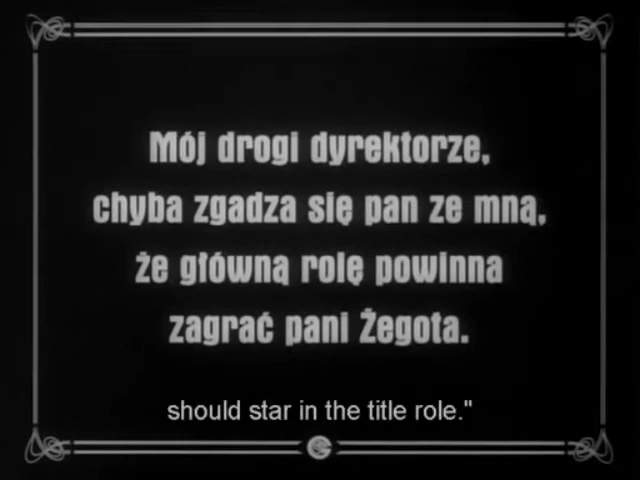 Mój drogi dyrektorze,
chyba zgadza się pan ze mną,
że główną rolę powinna
zagrać pani Żegota.
should star in the title role."